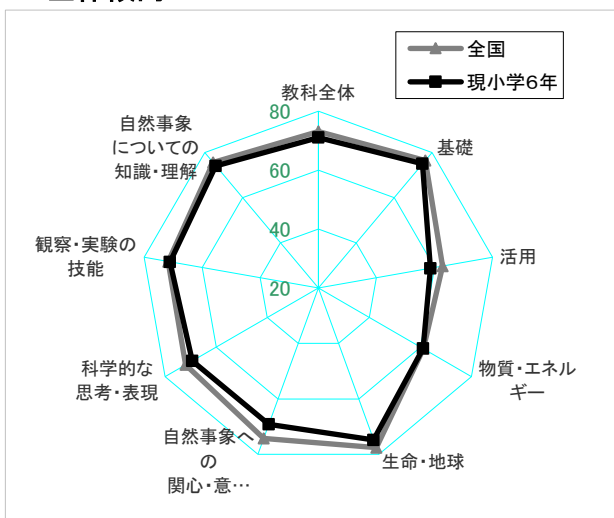 全国
現小学6年
教科全体
基礎
活用
物質・エネル
ギー
生命・地球
自然事象へ
の
関心・意…
科学的な
思考・表現
観察・実験の
技能
自然事象
についての
知識・理解
80
60
40
20